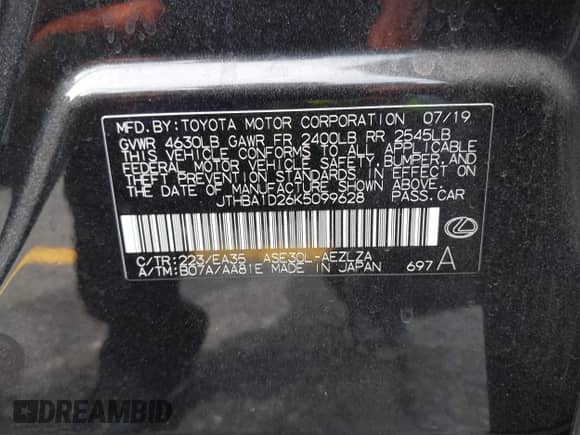 MFD.BY:TOYOTA MOTOR CORPORATION 07/19
GVWR 4630LB GAWR FR 2400LB RR 2545LB
THIS VEHICLE CONFORMS TO ALL APPLICABLE
FEDERAL MOTOR VEHICLE SAFETY,BUMPER,AND
THEFT PREVENTION STANDARDS IN EFFECT ON
THE DATE OF MANUFACTURE SHOWN ABOVE.
JTHBA1D26K5099628 PASS.CAR
C/TR:223/EA35 ASE30L-AEZLZA
A/TM:B07A/AA81E MADE IN JAPAN 697A
DREAMBID